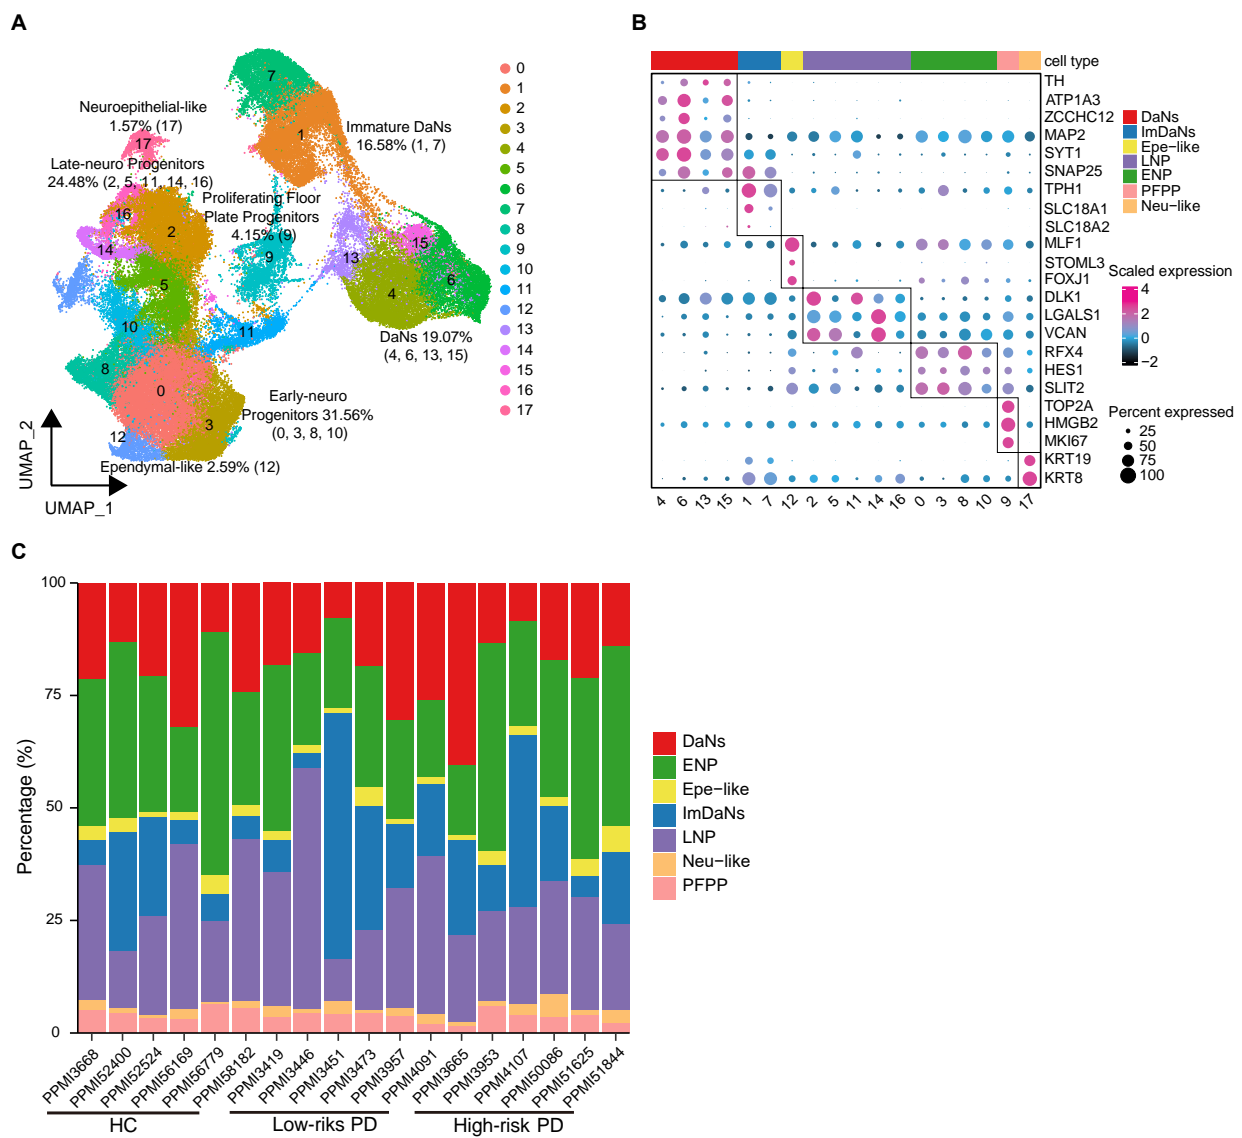 A
Neuroepithelial-like
1.57% (17)
Late-neuro Progenitors
24.48% (2, 5, 11, 14, 16)
Immature DaNs
16.58% (1, 7)
Proliferating Floor
Plate Progenitors
4.15% (9)
DaNs 19.07%
(4, 6, 13, 15)
Early-neuro
Progenitors 31.56%
(0, 3, 8, 10)
Ependymal-like 2.59% (12)
7
1
17
16
2
14
5
9
13
15
4
6
10
11
8
0
3
12
UMAP_2
UMAP_1
0
1
2
3
4
5
6
7
8
9
10
11
12
13
14
15
16
17
B
cell type
TH
ATP1A3
ZCCHC12
MAP2
SYT1
SNAP25
TPH1
SLC18A1
SLC18A2
MLF1
STOML3
FOXJ1
DLK1
LGALS1
VCAN
RFX4
HES1
SLIT2
TOP2A
HMGB2
MKI67
KRT19
KRT8
4 6 13 15 1 7 12 2 5 11 14 16 0 3 8 10 9 17
DaNs
ImDaNs
Epe-like
LNP
ENP
PFPP
Neu-like
Scaled expression
4
2
0
−2
Percent expressed
25
50
75
100
C
Percentage (%)
100
75
50
25
0
PPMI3668
PPMI52400
PPMI52524
PPMI56169
PPMI56779
PPMI58182
PPMI3419
PPMI3446
PPMI3451
PPMI3473
PPMI3957
PPMI4091
PPMI3665
PPMI3953
PPMI4107
PPMI50086
PPMI51625
PPMI51844
HC
Low-riks PD
High-risk PD
DaNs
ENP
Epe−like
ImDaNs
LNP
Neu−like
PFPP